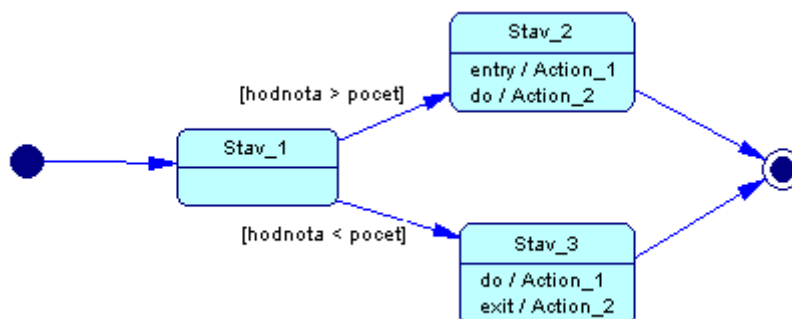 Stav_2
entry / Action_1
do / Action_2
[hodnota > pocet]
Stav_1
[hodnota < pocet]
Stav_3
do / Action_1
exit / Action_2